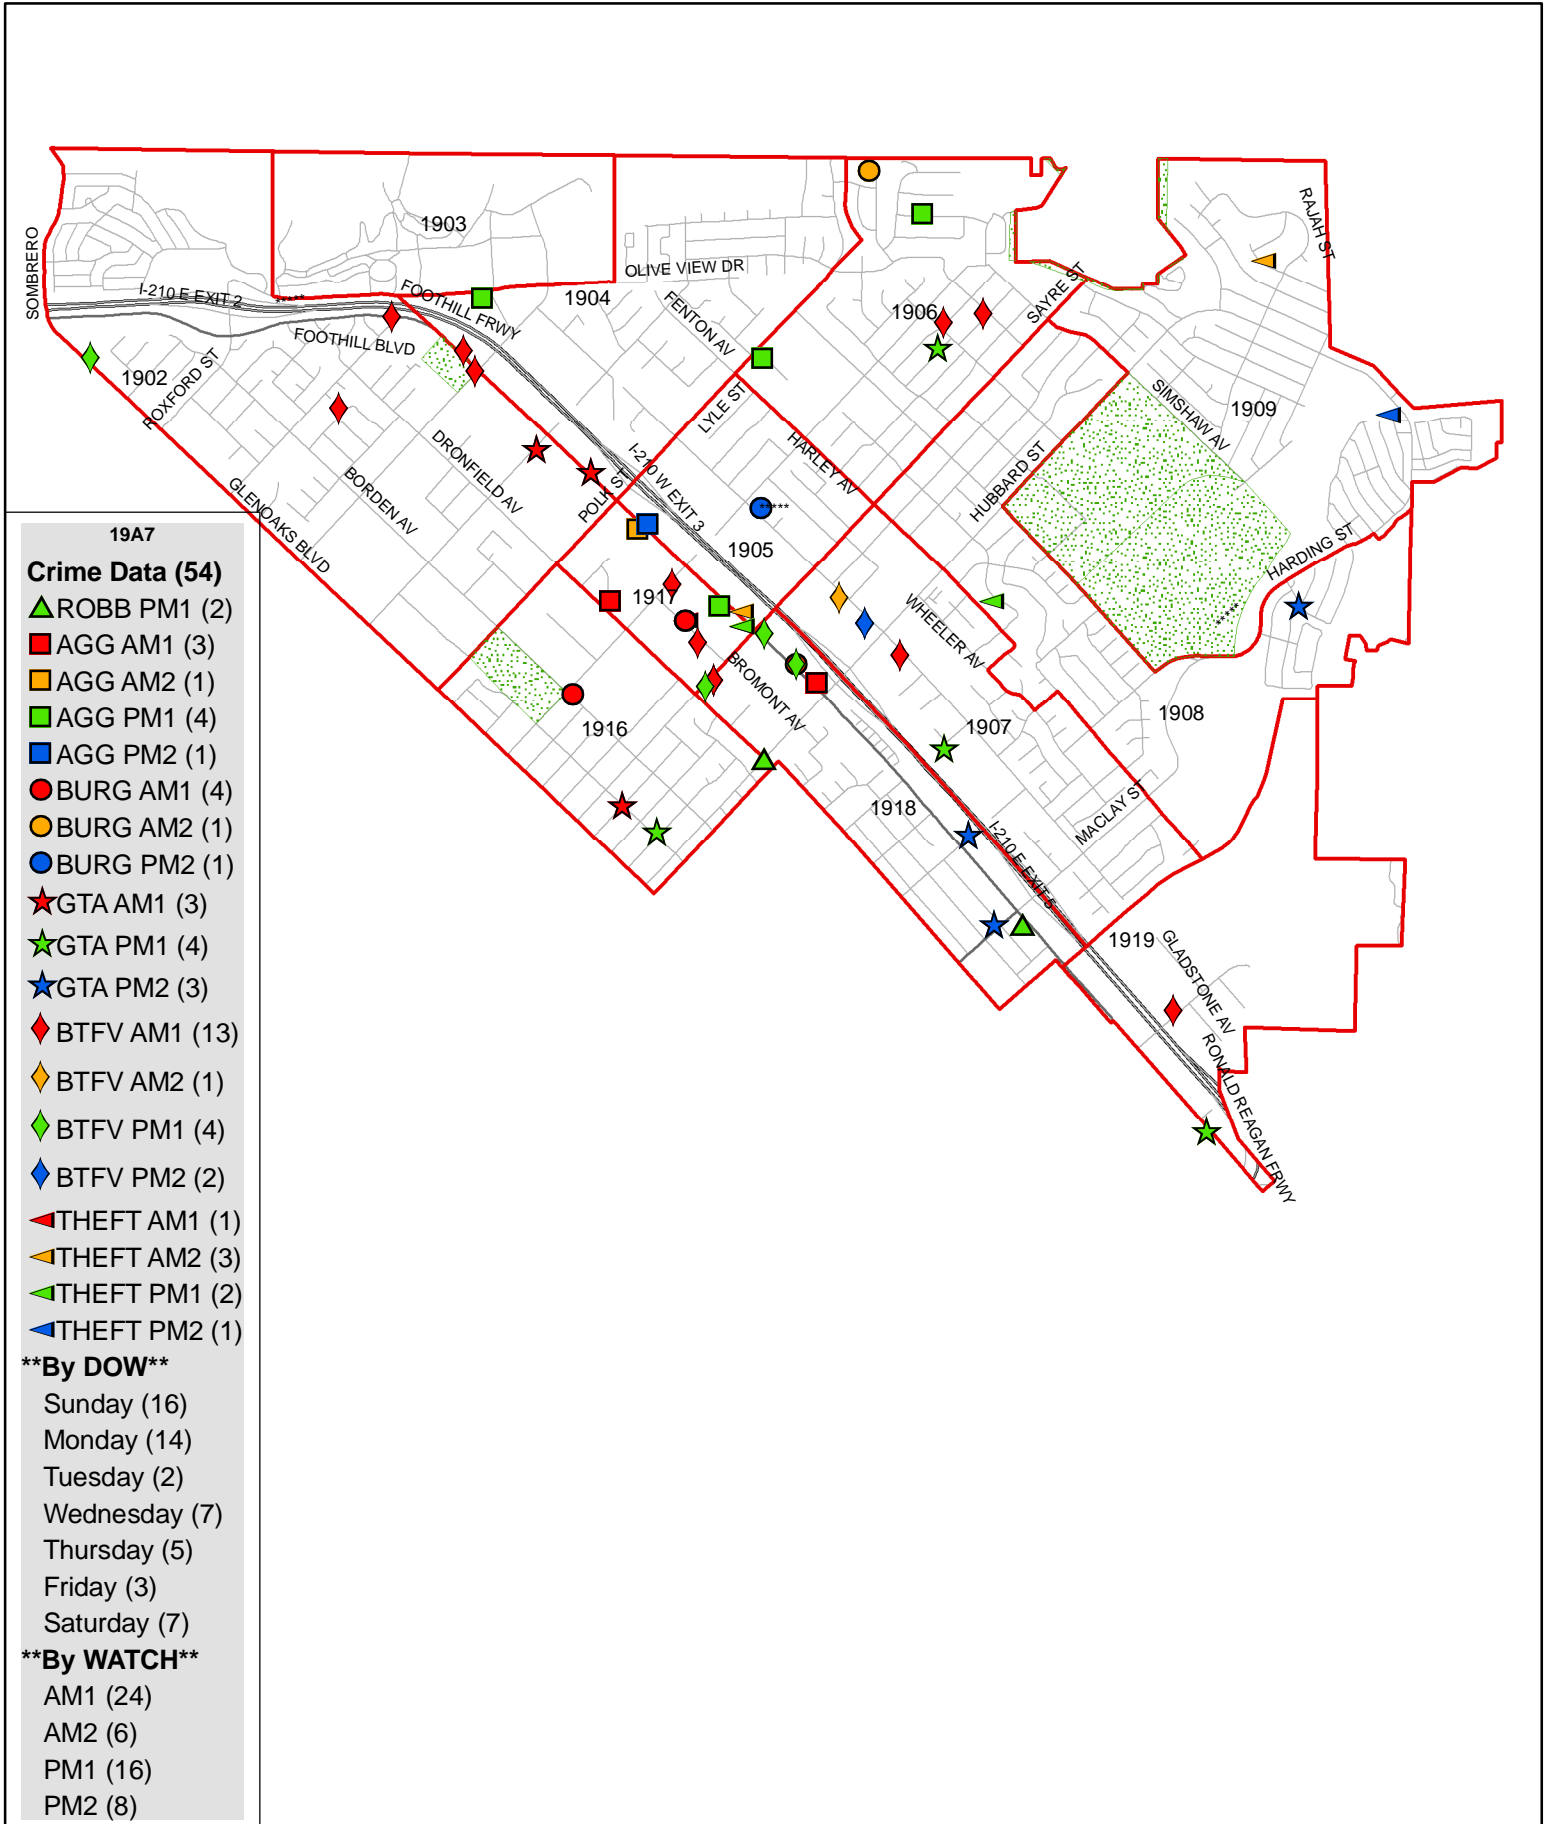 RAJAH ST
1903
SOMBRERO
OLIVE VIEW DR
SAYRE ST
I-210 E EXIT 2
*****
FOOTHILL FRWY
1904
FENTON AV
1906
FOOTHILL BLVD
1902
ROXFORD ST
LYLE ST
SIMSHAW AV
1909
DRONFIELD AV
HARLEY AV
HUBBARD ST
BORDEN AV
POLK ST
I-210 W EXIT 3
GLENOAKS BLVD
*****
1905
HARDING ST
1917
WHEELER AV
*****
BROMONT AV
1916
1907
1908
1918
MACLAY ST
I-210 E EXIT 5
1919
GLADSTONE AV
RONALD REAGAN FRWY
19A7
Crime Data (54)
ROBB PM1 (2)
AGG AM1 (3)
AGG AM2 (1)
AGG PM1 (4)
AGG PM2 (1)
BURG AM1 (4)
BURG AM2 (1)
BURG PM2 (1)
GTA AM1 (3)
GTA PM1 (4)
GTA PM2 (3)
BTFV AM1 (13)
BTFV AM2 (1)
BTFV PM1 (4)
BTFV PM2 (2)
THEFT AM1 (1)
THEFT AM2 (3)
THEFT PM1 (2)
THEFT PM2 (1)
**By DOW**
Sunday (16)
Monday (14)
Tuesday (2)
Wednesday (7)
Thursday (5)
Friday (3)
Saturday (7)
**By WATCH**
AM1 (24)
AM2 (6)
PM1 (16)
PM2 (8)